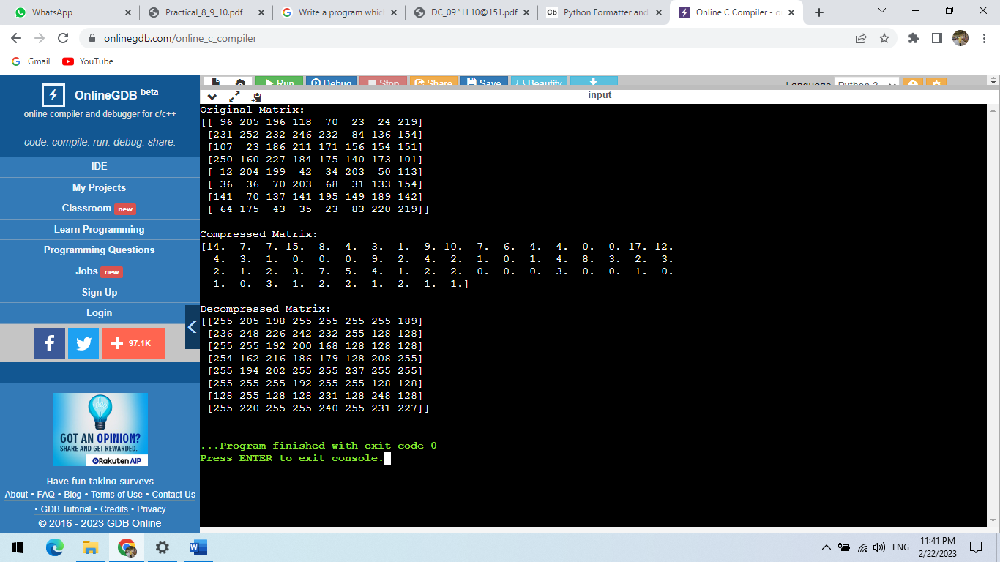 WhatsApp
Practical_8_9_10.pdf
Write a program whic
DC_09^LL10@151.pdf
Cb Python Formatter and
Online C Compiler - o
onlinegdb.com/online_c_compiler
Gmail
YouTube
OnlineGDB beta
online compiler and debugger for c/c++
code. compile. run. debug. share.
IDE
My Projects
Classroom new
Learn Programming
Programming Questions
Jobs new
Sign Up
Login
f
+ 97.1K
GOT AN OPINION?
SHARE AND GET REWARDED.
Rakuten AIP
Have fun taking surveys
About • FAQ • Blog • Terms of Use • Contact Us
• GDB Tutorial • Credits • Privacy
© 2016 - 2023 GDB Online
Run Debug Stop Share Save {} Beautify
Language Python 3
input
Original Matrix:
[[ 96 205 196 118  70  23  24 219]
 [231 252 232 246 232  84 136 154]
 [107  23 186 211 171 156 154 151]
 [250 160 227 184 175 140 173 101]
 [ 12 204 199  42  34 203  50 113]
 [ 36  36  70 203  68  31 133 154]
 [141  70 137 141 195 149 189 142]
 [ 64 175  43  35  23  83 220 219]]
Compressed Matrix:
[14.  7.  7. 15.  8.  4.  3.  1.  9. 10.  7.  6.  4.  4.  0.  0. 17. 12.
  4.  3.  1.  0.  0.  0.  9.  2.  4.  2.  1.  0.  1.  4.  8.  3.  2.  3.
  2.  1.  2.  3.  7.  5.  4.  1.  2.  2.  0.  0.  0.  3.  0.  0.  1.  0.
  1.  0.  3.  1.  2.  2.  1.  2.  1.  1.]
Decompressed Matrix:
[[255 205 198 255 255 255 255 189]
 [236 248 226 242 232 255 128 128]
 [255 255 192 200 168 128 128 128]
 [254 162 216 186 179 128 208 255]
 [255 194 202 255 255 237 255 255]
 [255 255 255 192 255 255 128 128]
 [128 255 128 128 231 128 248 128]
 [255 220 255 255 240 255 231 227]]
...Program finished with exit code 0
Press ENTER to exit console.
ENG
11:41 PM
2/22/2023